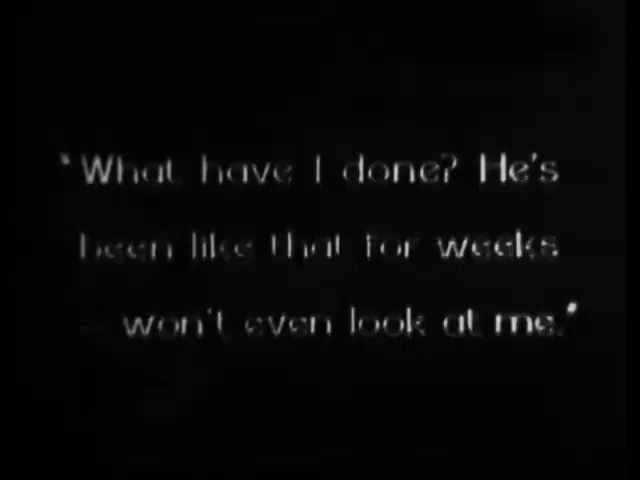 "What have I done? He's
been like that for weeks
— won't even look at me."